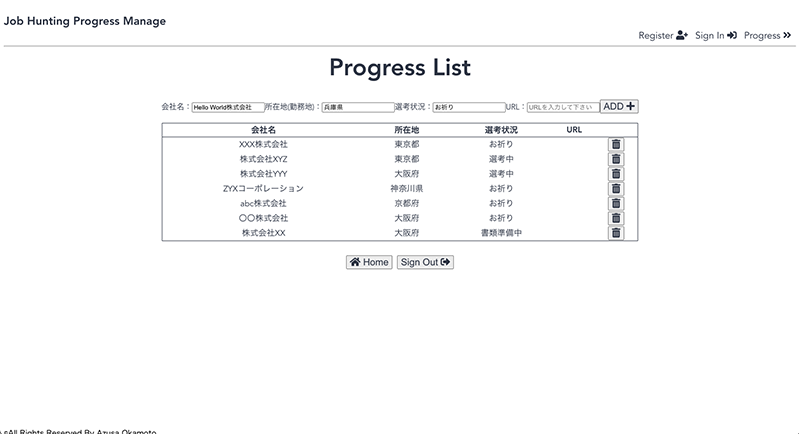 Job Hunting Progress Manage
Register Sign In Progress
Progress List
会社名： Hello World株式会社 所在地(勤務地)： 兵庫県 選考状況： お祈り URL： URLを入力して下さい ADD
会社名 所在地 選考状況 URL
XXX株式会社 東京都 お祈り
株式会社XYZ 東京都 選考中
株式会社YYY 大阪府 選考中
ZYXコーポレーション 神奈川県 お祈り
abc株式会社 京都府 お祈り
〇〇株式会社 大阪府 お祈り
株式会社XX 大阪府 書類準備中
Home Sign Out
sAll Rights Reserved By Azusa Okamoto